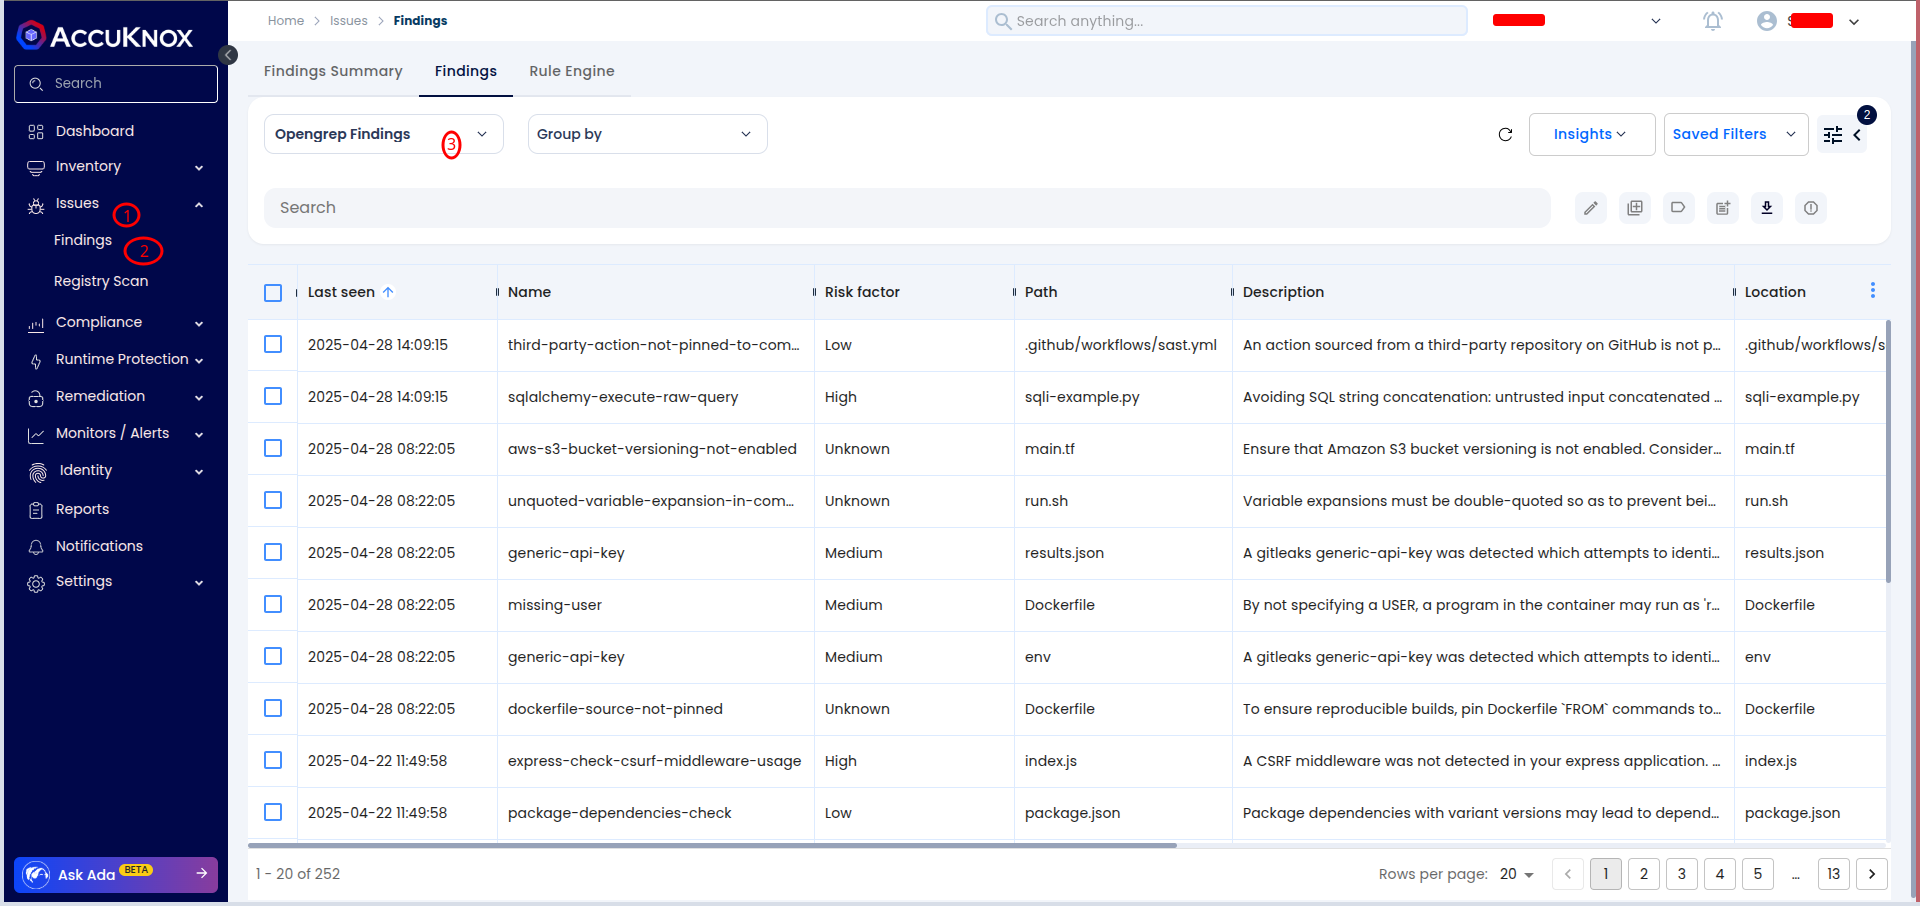 ACCUKNOX
Search
Dashboard
Inventory
Issues
1
Findings
2
Registry Scan
Compliance
Runtime Protection
Remediation
Monitors / Alerts
Identity
Reports
Notifications
Settings
Ask Ada BETA
Home > Issues > Findings
Search anything...
Findings Summary Findings Rule Engine
Opengrep Findings 3 Group by Insights Saved Filters 2
Search
Last seen Name Risk factor Path Description Location
2025-04-28 14:09:15 third-party-action-not-pinned-to-com... Low .github/workflows/sast.yml An action sourced from a third-party repository on GitHub is not p... .github/workflows/s
2025-04-28 14:09:15 sqlalchemy-execute-raw-query High sqli-example.py Avoiding SQL string concatenation: untrusted input concatenated ... sqli-example.py
2025-04-28 08:22:05 aws-s3-bucket-versioning-not-enabled Unknown main.tf Ensure that Amazon S3 bucket versioning is not enabled. Consider... main.tf
2025-04-28 08:22:05 unquoted-variable-expansion-in-com... Unknown run.sh Variable expansions must be double-quoted so as to prevent bei... run.sh
2025-04-28 08:22:05 generic-api-key Medium results.json A gitleaks generic-api-key was detected which attempts to identi... results.json
2025-04-28 08:22:05 missing-user Medium Dockerfile By not specifying a USER, a program in the container may run as 'r... Dockerfile
2025-04-28 08:22:05 generic-api-key Medium env A gitleaks generic-api-key was detected which attempts to identi... env
2025-04-28 08:22:05 dockerfile-source-not-pinned Unknown Dockerfile To ensure reproducible builds, pin Dockerfile `FROM` commands to... Dockerfile
2025-04-22 11:49:58 express-check-csurf-middleware-usage High index.js A CSRF middleware was not detected in your express application. ... index.js
2025-04-22 11:49:58 package-dependencies-check Low package.json Package dependencies with variant versions may lead to depend... package.json
1 - 20 of 252 Rows per page: 20 < 1 2 3 4 5 ... 13 >